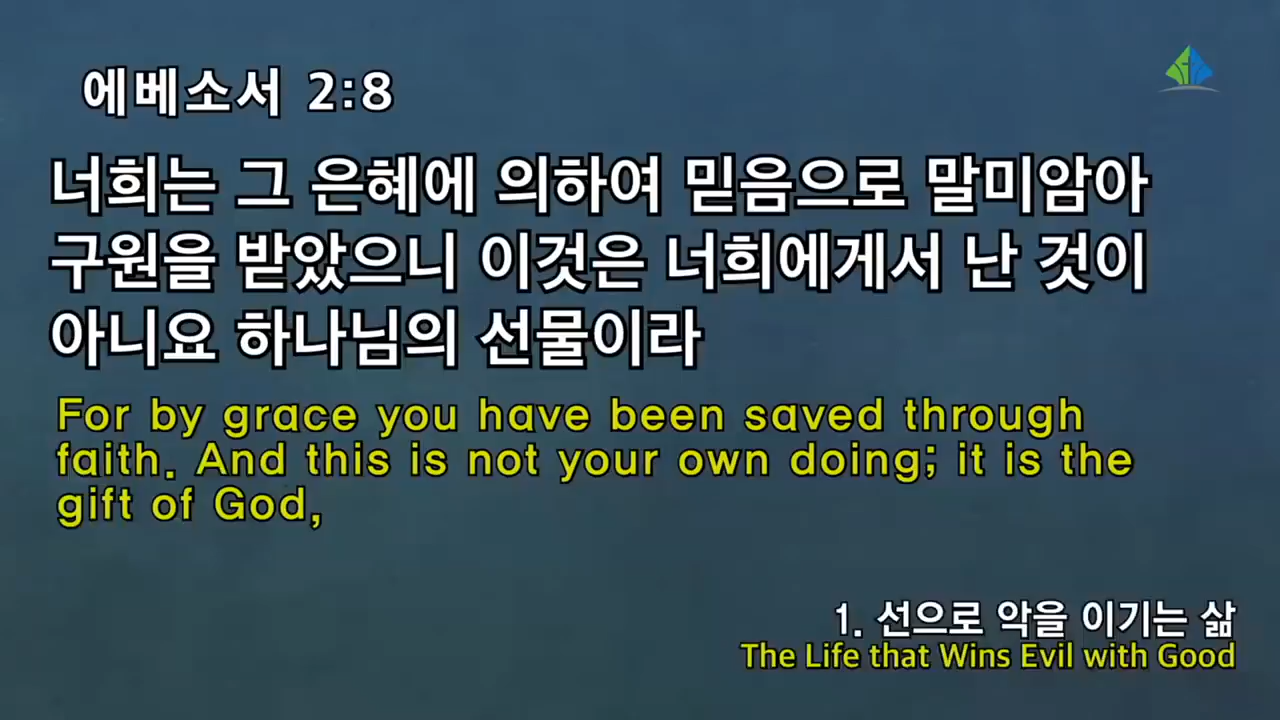 에베소서 2:8
너희는 그 은혜에 의하여 믿음으로 말미암아
구원을 받았으니 이것은 너희에게서 난 것이
아니요 하나님의 선물이라
For by grace you have been saved through
faith. And this is not your own doing; it is the
gift of God,
1. 선으로 악을 이기는 삶
The Life that Wins Evil with Good